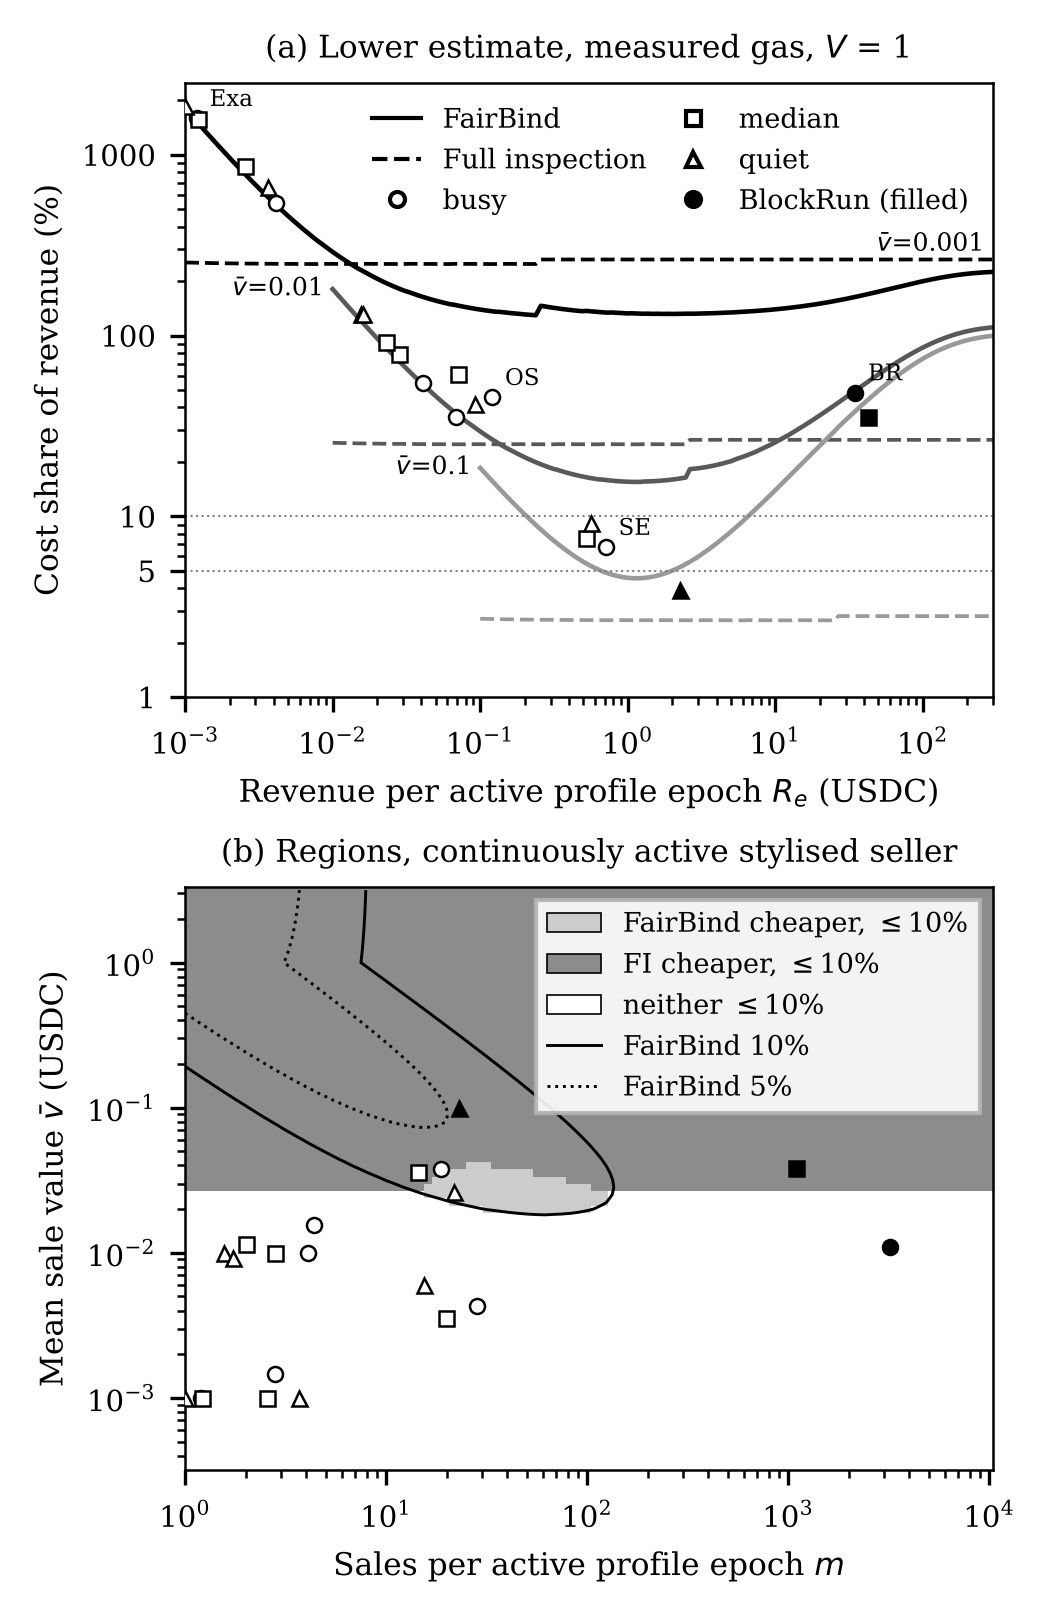 (a) Lower estimate, measured gas, V = 1
Exa
FairBind
Full inspection
busy
median
quiet
BlockRun (filled)
v̄=0.001
v̄=0.01
v̄=0.1
OS
BR
SE
1000
100
10
5
1
Cost share of revenue (%)
10⁻³ 10⁻² 10⁻¹ 10⁰ 10¹ 10²
Revenue per active profile epoch Rₑ (USDC)
(b) Regions, continuously active stylised seller
FairBind cheaper, ≤ 10%
FI cheaper, ≤ 10%
neither ≤ 10%
FairBind 10%
FairBind 5%
10⁰
10⁻¹
10⁻²
10⁻³
Mean sale value v̄ (USDC)
10⁰ 10¹ 10² 10³ 10⁴
Sales per active profile epoch m